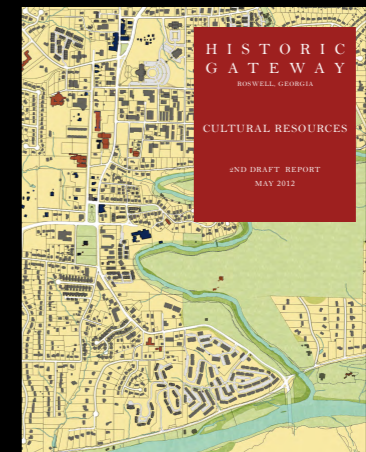 HISTORIC
GATEWAY
ROSWELL, GEORGIA
CULTURAL RESOURCES
2ND DRAFT REPORT
MAY 2012